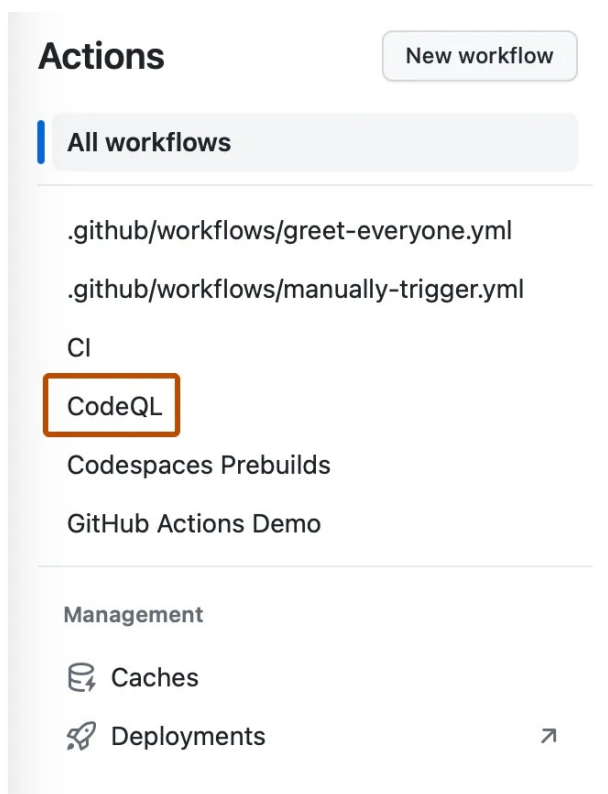 Actions
New workflow
All workflows
.github/workflows/greet-everyone.yml
.github/workflows/manually-trigger.yml
CI
CodeQL
Codespaces Prebuilds
GitHub Actions Demo
Management
Caches
Deployments